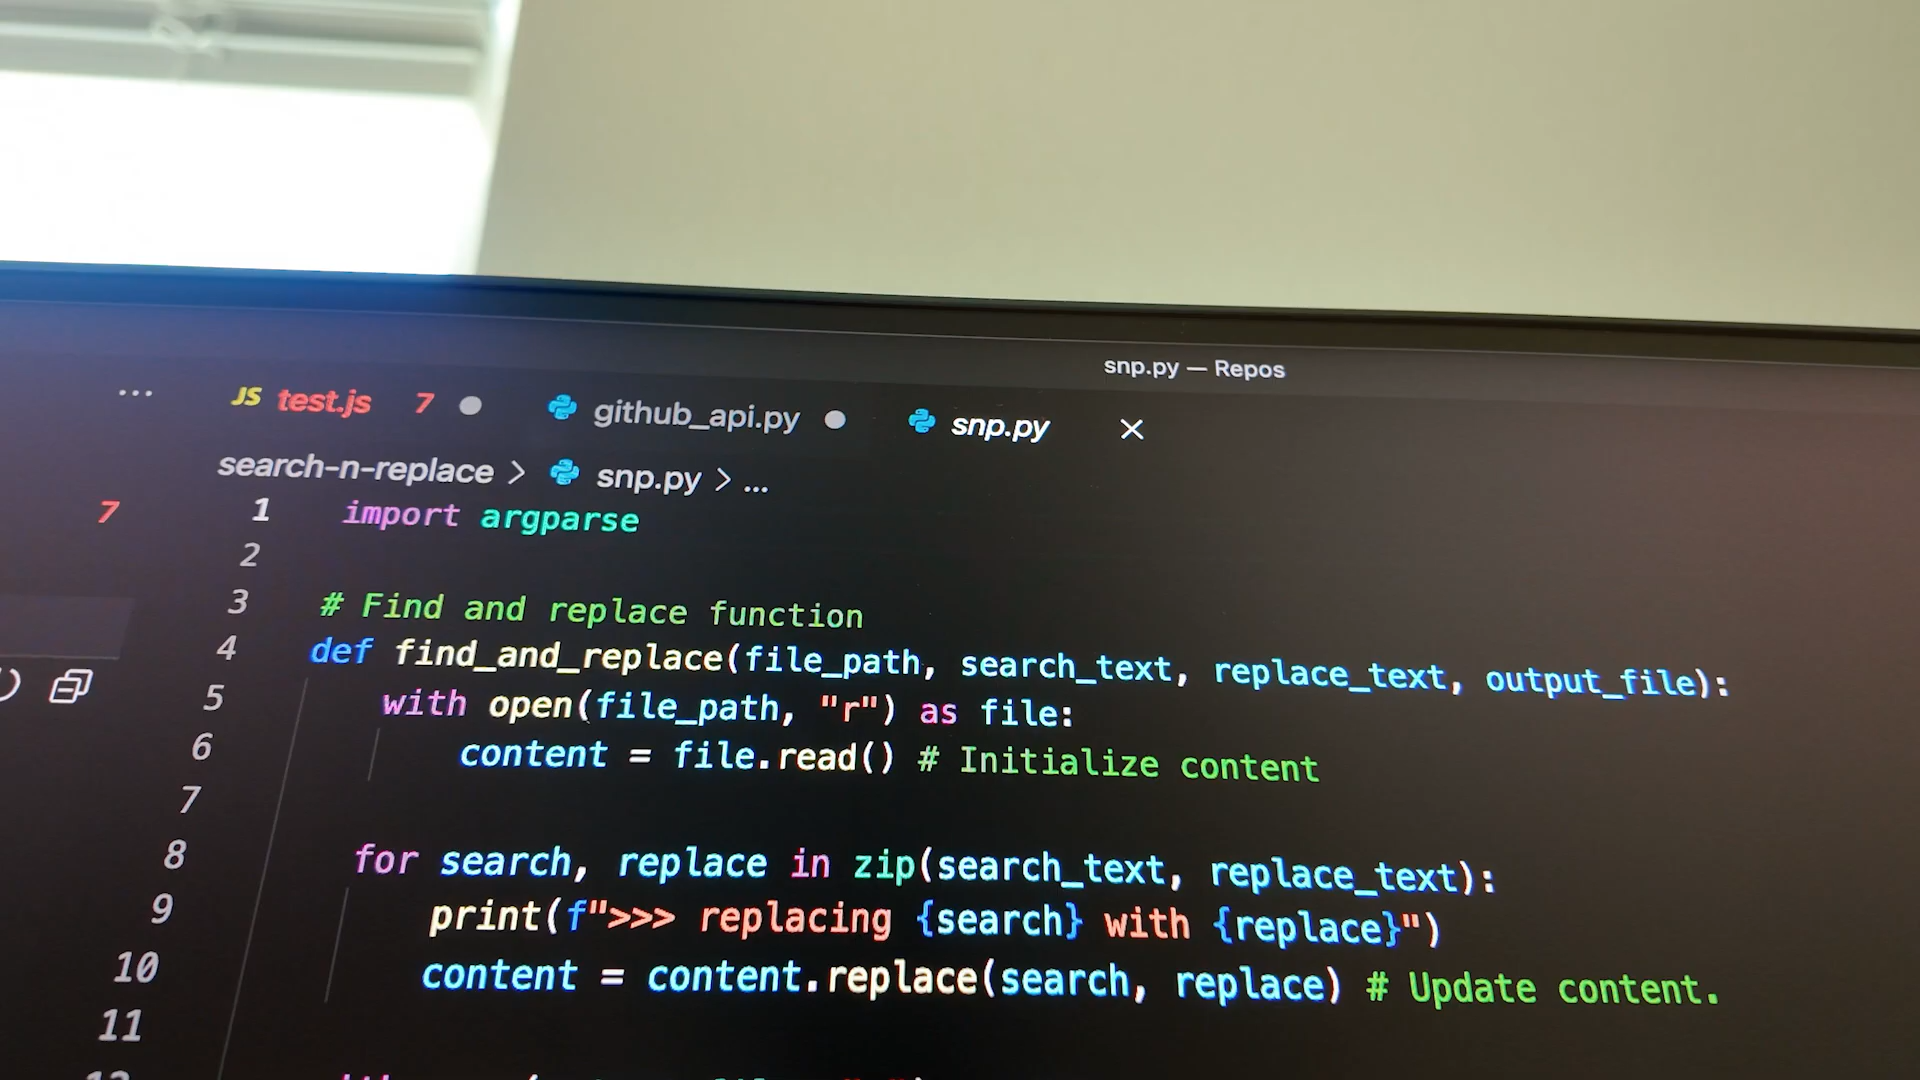 snp.py — Repos
... JS test.js 7 github_api.py snp.py
search-n-replace > snp.py > ...
7
1 import argparse
2
3 # Find and replace function
4 def find_and_replace(file_path, search_text, replace_text, output_file):
5 with open(file_path, "r") as file:
6 content = file.read() # Initialize content
7
8 for search, replace in zip(search_text, replace_text):
9 print(f">>> replacing {search} with {replace}")
10 content = content.replace(search, replace) # Update content.
11